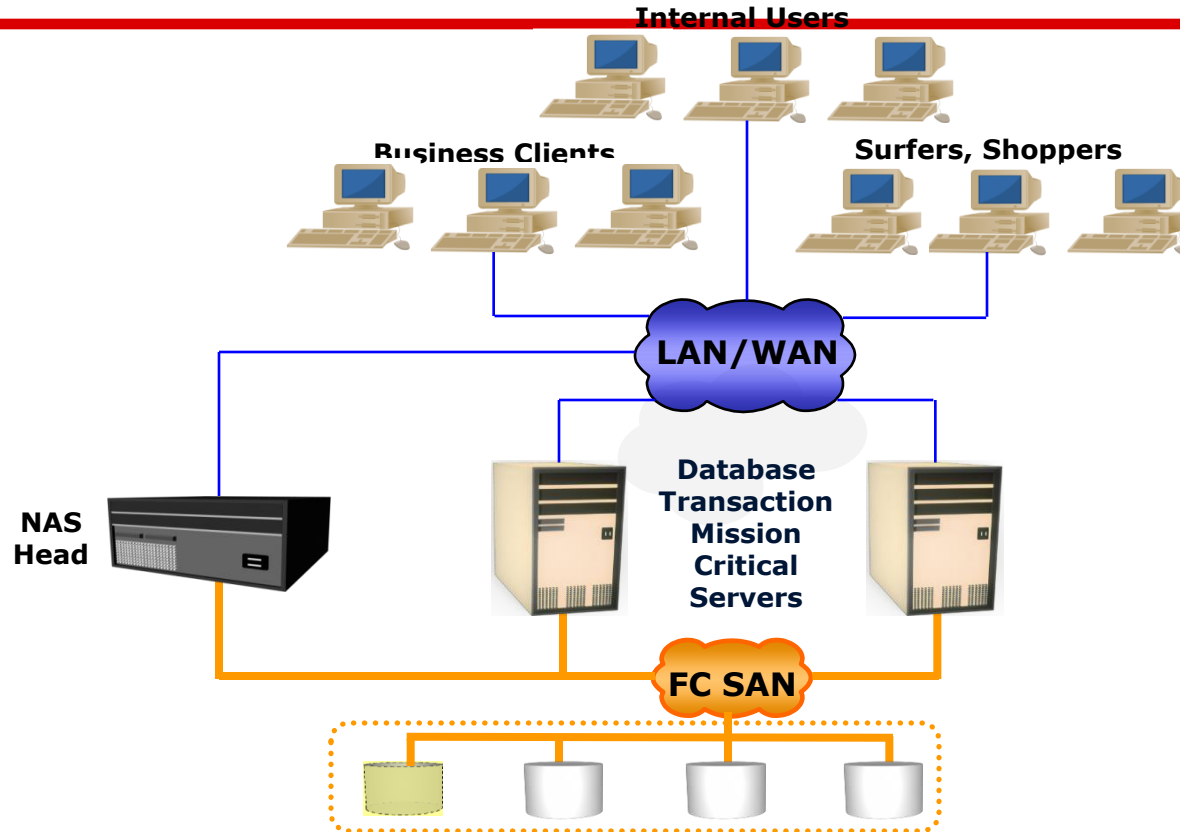 Internal Users
Business Clients
Surfers, Shoppers
LAN/WAN
NAS
Head
Database
Transaction
Mission
Critical
Servers
FC SAN